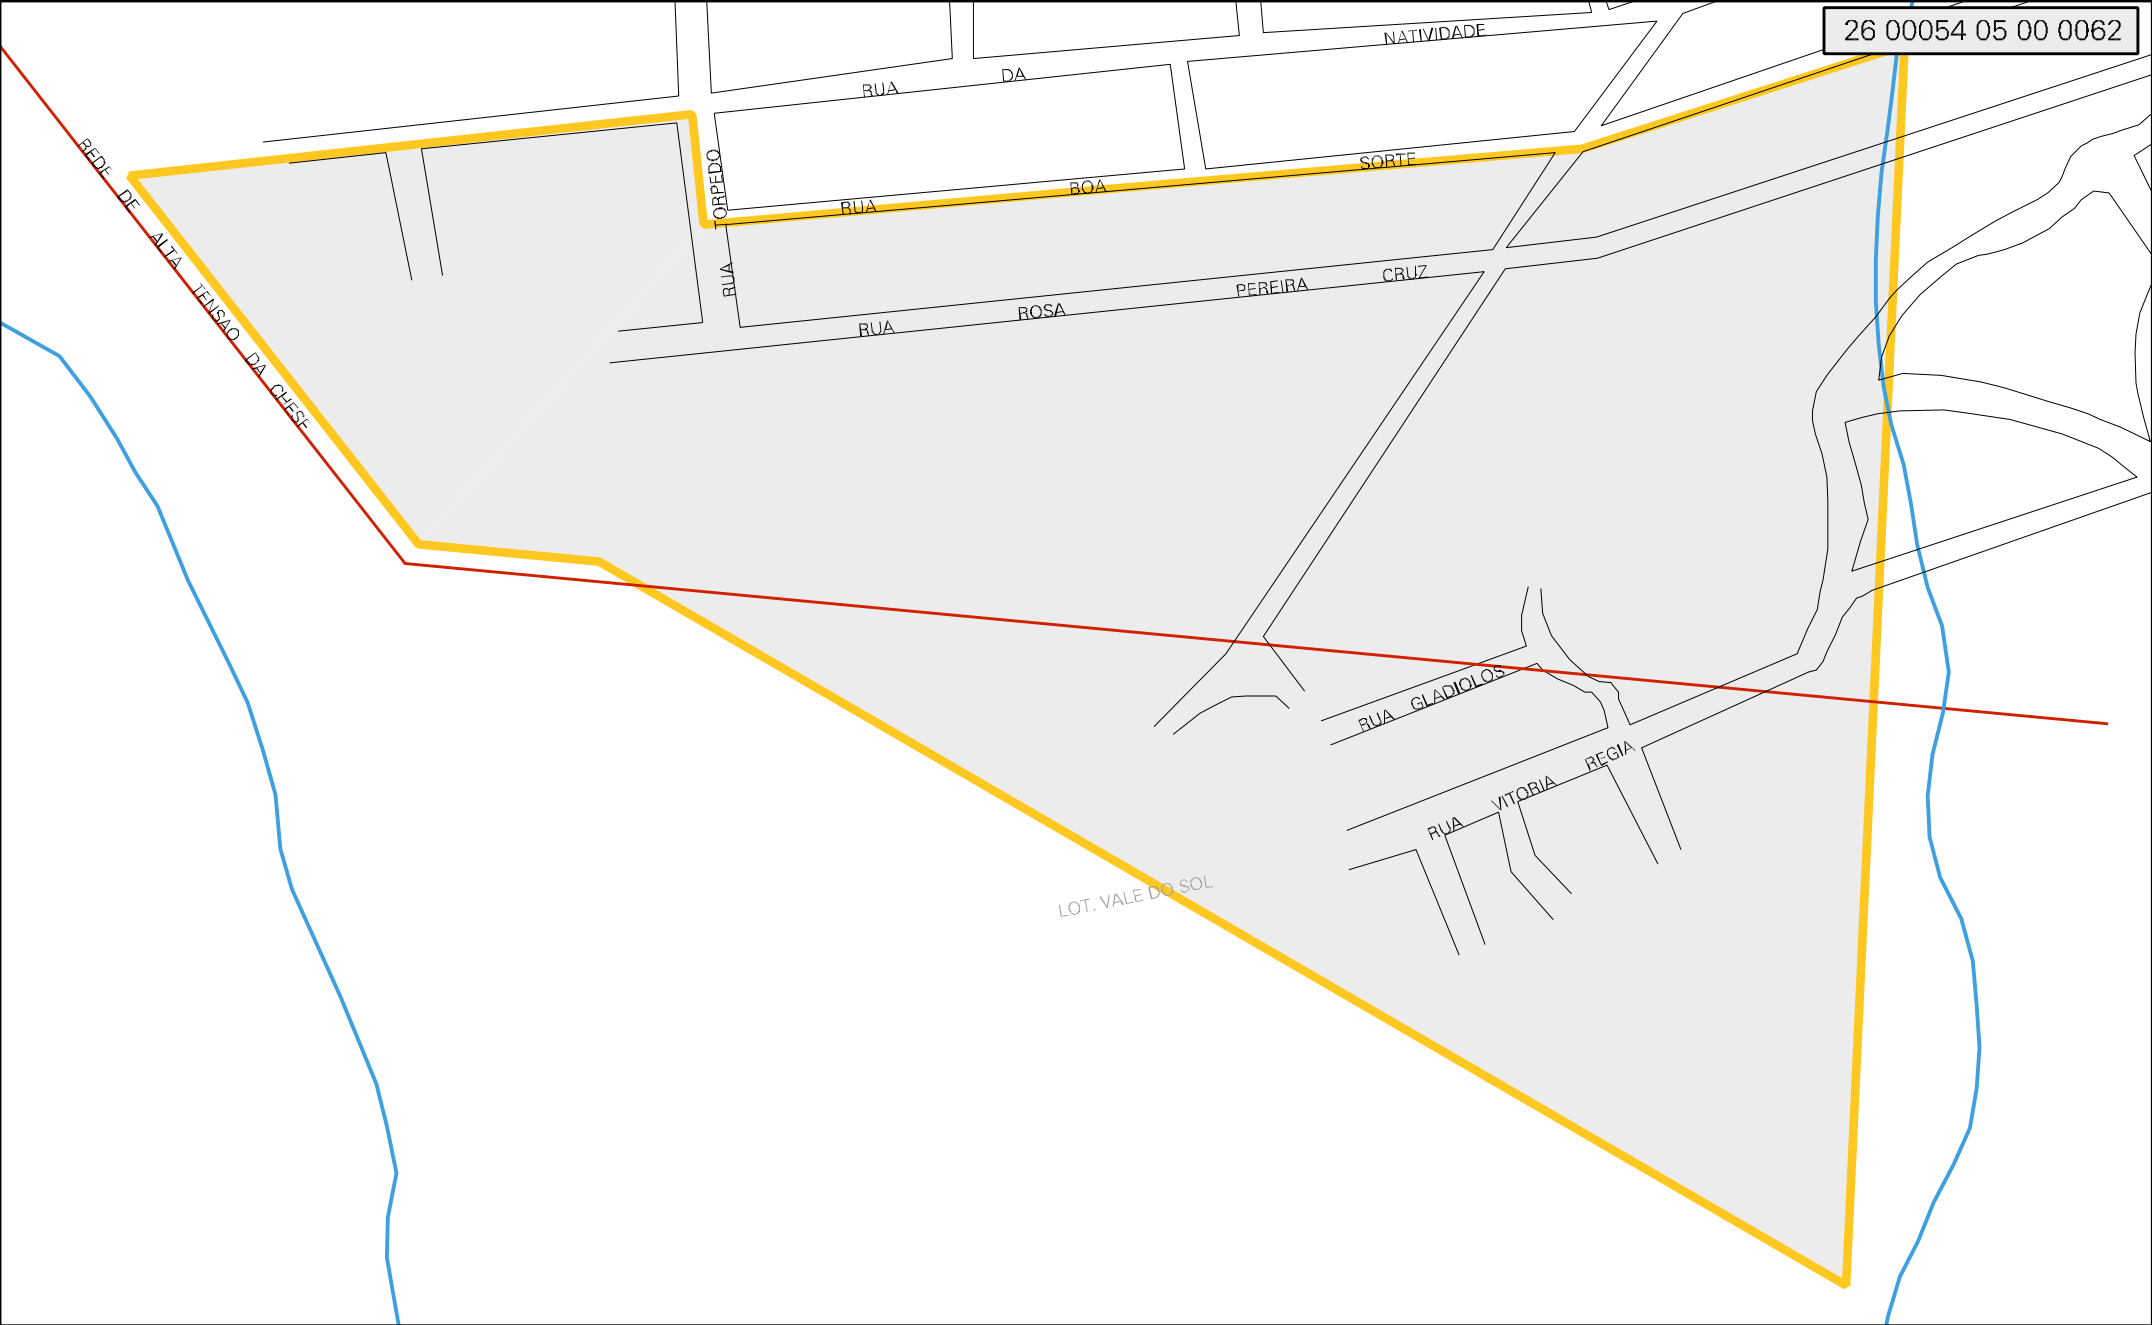 26 00054 05 00 0062
RUA DA NATIVIDADE
REDE DE ALTA TENSAO DA CHESF
RUA TORPEDO
RUA BOA SORTE
RUA ROSA PEREIRA CRUZ
RUA GLADIOLOS
RUA VITORIA REGIA
LOT. VALE DO SOL